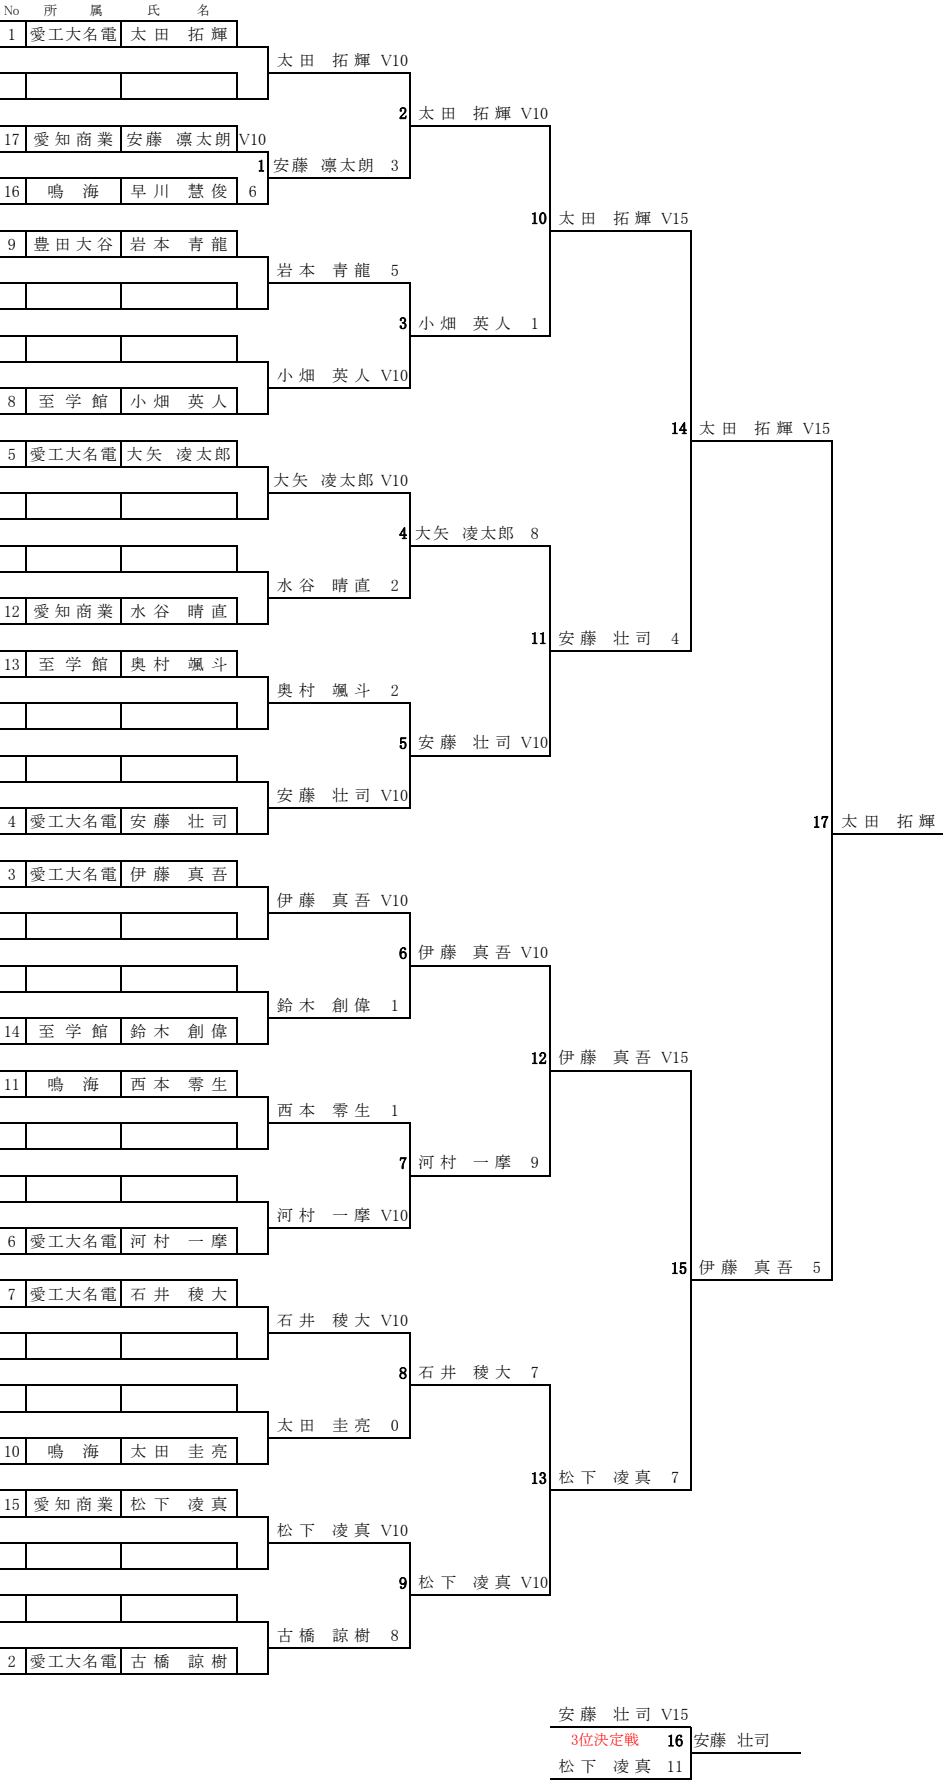 No 所 属 氏 名
1 愛工大名電 太田 拓輝
太田 拓輝 V10
2 太田 拓輝 V10
17 愛知商業 安藤 凛太朗 V10
1 安藤 凛太朗 3
16 鳴海 早川 慧俊 6
10 太田 拓輝 V15
9 豊田大谷 岩本 青龍
岩本 青龍 5
3 小畑 英人 1
小畑 英人 V10
8 至学館 小畑 英人
14 太田 拓輝 V15
5 愛工大名電 大矢 凌太郎
大矢 凌太郎 V10
4 大矢 凌太郎 8
水谷 晴直 2
12 愛知商業 水谷 晴直
11 安藤 壮司 4
13 至学館 奥村 颯斗
奥村 颯斗 2
5 安藤 壮司 V10
安藤 壮司 V10
4 愛工大名電 安藤 壮司
17 太田 拓輝
3 愛工大名電 伊藤 真吾
伊藤 真吾 V10
6 伊藤 真吾 V10
鈴木 創偉 1
14 至学館 鈴木 創偉
12 伊藤 真吾 V15
11 鳴海 西本 零生
西本 零生 1
7 河村 一摩 9
河村 一摩 V10
6 愛工大名電 河村 一摩
15 伊藤 真吾 5
7 愛工大名電 石井 稜大
石井 稜大 V10
8 石井 稜大 7
太田 圭亮 0
10 鳴海 太田 圭亮
13 松下 凌真 7
15 愛知商業 松下 凌真
松下 凌真 V10
9 松下 凌真 V10
古橋 諒樹 8
2 愛工大名電 古橋 諒樹
安藤 壮司 V15
3位決定戦 16 安藤 壮司
松下 凌真 11